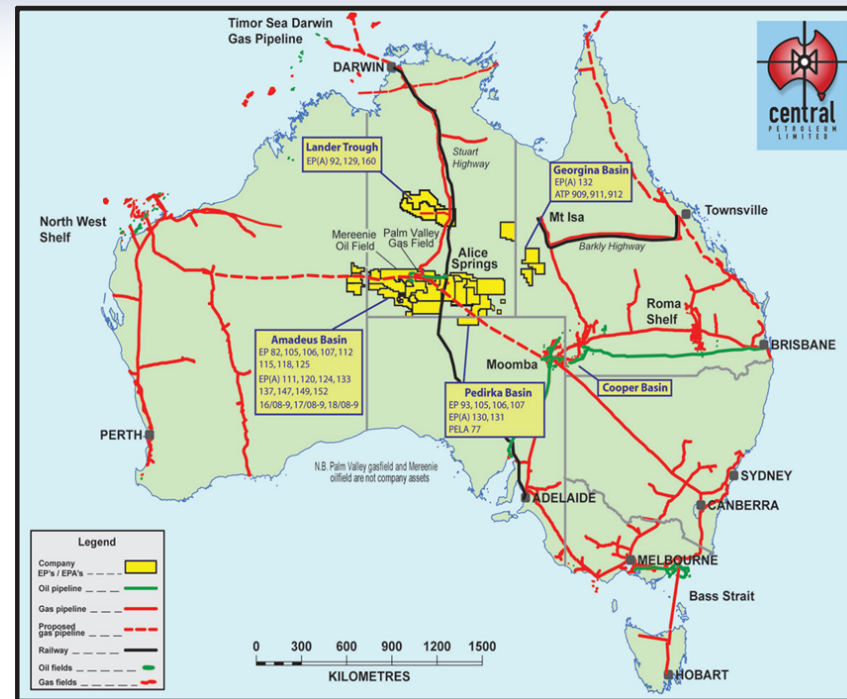 Timor Sea Darwin
Gas Pipeline
DARWIN
central
PETROLEUM
LIMITED
Lander Trough
EP(A) 92, 129, 160
Stuart
Highway
Georgina Basin
EP(A) 132
ATP 909, 911, 912
North West
Shelf
Mereenie
Oil Field
Palm Valley
Gas Field
Mt Isa
Townsville
Barkly Highway
Alice
Springs
Roma
Shelf
Amadeus Basin
EP 82, 105, 106, 107, 112
115, 118, 125
EP(A) 111, 120, 124, 133
137, 147, 149, 152
16/08-9, 17/08-9, 18/08-9
Moomba
BRISBANE
Pedirka Basin
EP 93, 105, 106, 107
EP(A) 130, 131
PELA 77
Cooper Basin
PERTH
N.B. Palm Valley gasfield and Mereenie
oilfield are not company assets
SYDNEY
ADELAIDE
CANBERRA
MELBOURNE
Bass Strait
HOBART
Legend
Company
EP's / EPA's
Oil pipeline
Gas pipeline
Proposed
gas pipeline
Railway
Oil fields
Gas fields
0 300 600 900 1200 1500
KILOMETRES